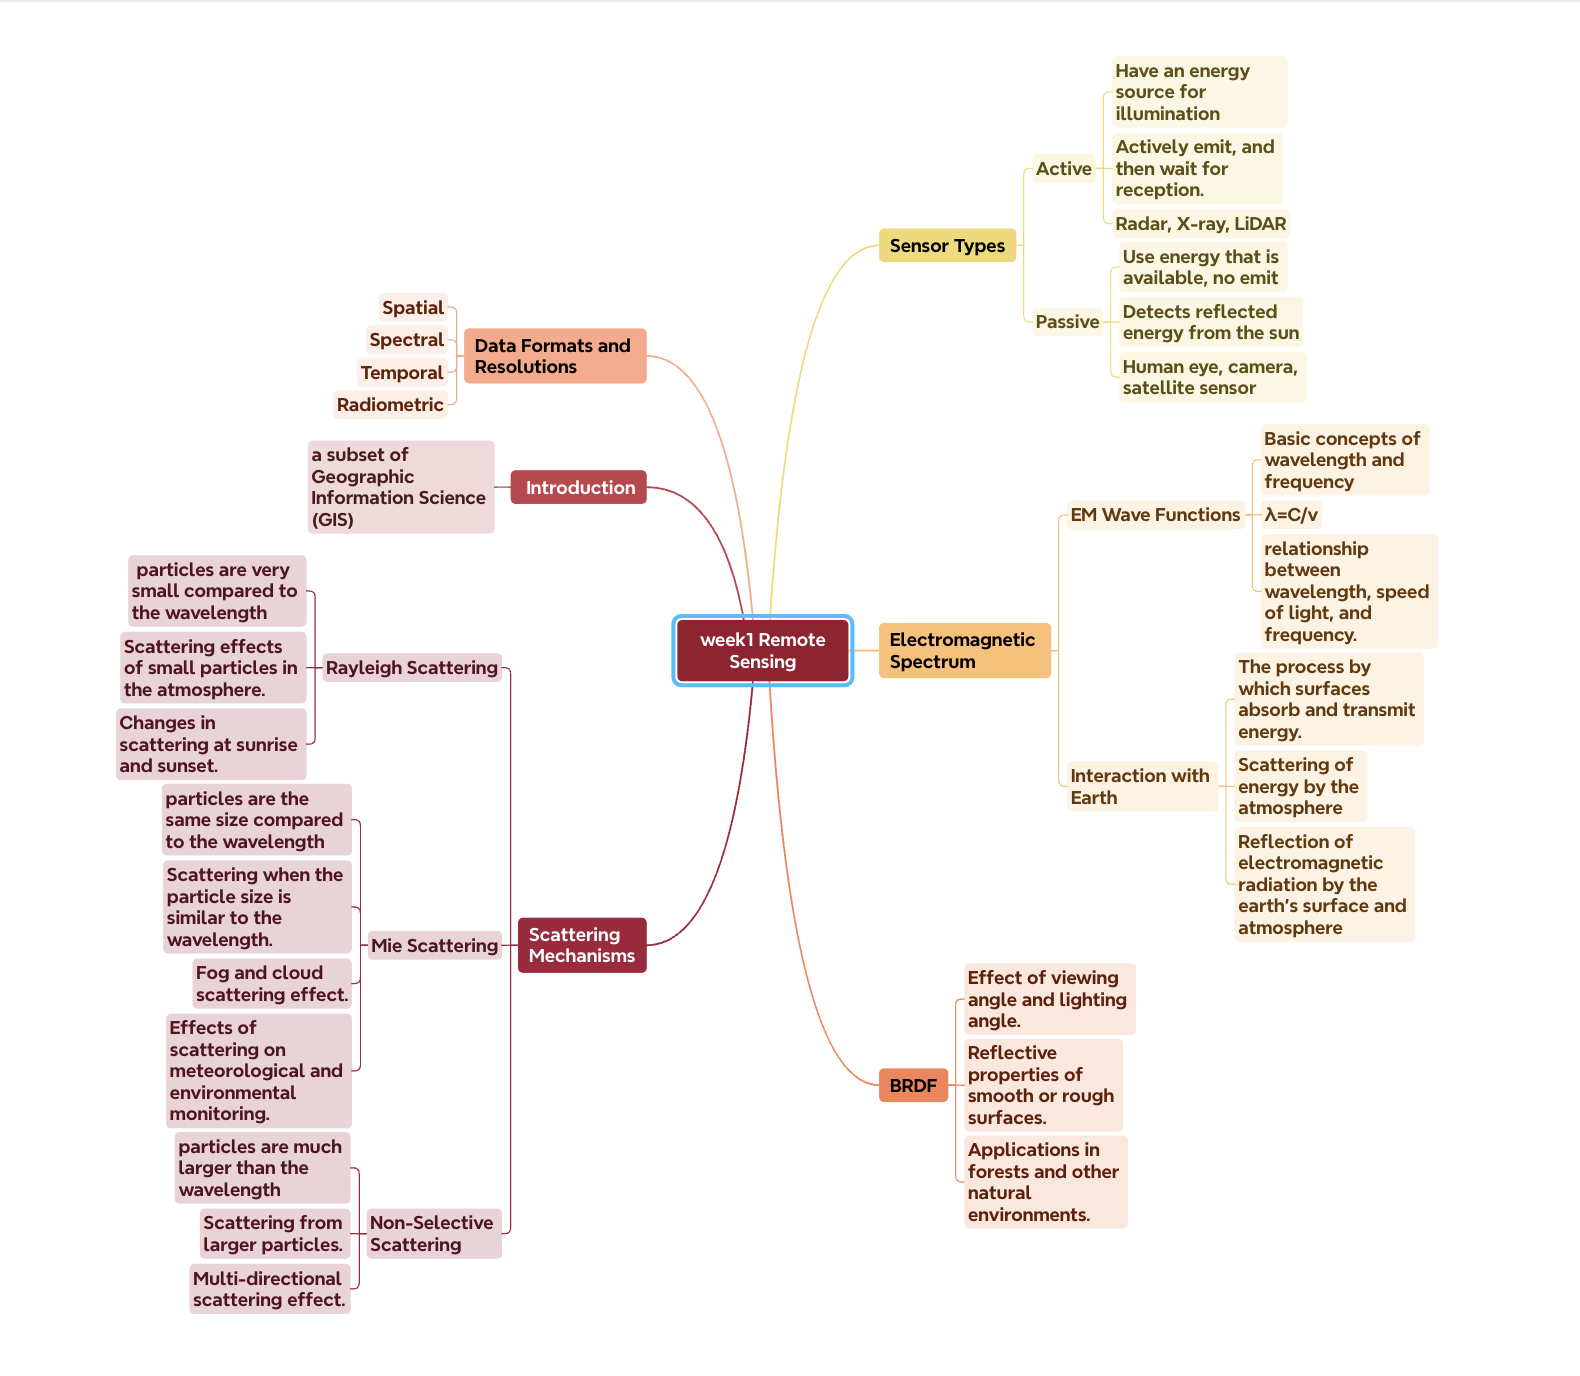 week1 Remote
Sensing
Sensor Types
Active
Have an energy
source for
illumination
Actively emit, and
then wait for
reception.
Radar, X-ray, LiDAR
Passive
Use energy that is
available, no emit
Detects reflected
energy from the sun
Human eye, camera,
satellite sensor
Electromagnetic
Spectrum
EM Wave Functions
Basic concepts of
wavelength and
frequency
λ=C/v
relationship
between
wavelength, speed
of light, and
frequency.
Interaction with
Earth
The process by
which surfaces
absorb and transmit
energy.
Scattering of
energy by the
atmosphere
Reflection of
electromagnetic
radiation by the
earth's surface and
atmosphere
BRDF
Effect of viewing
angle and lighting
angle.
Reflective
properties of
smooth or rough
surfaces.
Applications in
forests and other
natural
environments.
Data Formats and
Resolutions
Spatial
Spectral
Temporal
Radiometric
Introduction
a subset of
Geographic
Information Science
(GIS)
Scattering
Mechanisms
Rayleigh Scattering
particles are very
small compared to
the wavelength
Scattering effects
of small particles in
the atmosphere.
Changes in
scattering at sunrise
and sunset.
Mie Scattering
particles are the
same size compared
to the wavelength
Scattering when the
particle size is
similar to the
wavelength.
Fog and cloud
scattering effect.
Effects of
scattering on
meteorological and
environmental
monitoring.
Non-Selective
Scattering
particles are much
larger than the
wavelength
Scattering from
larger particles.
Multi-directional
scattering effect.